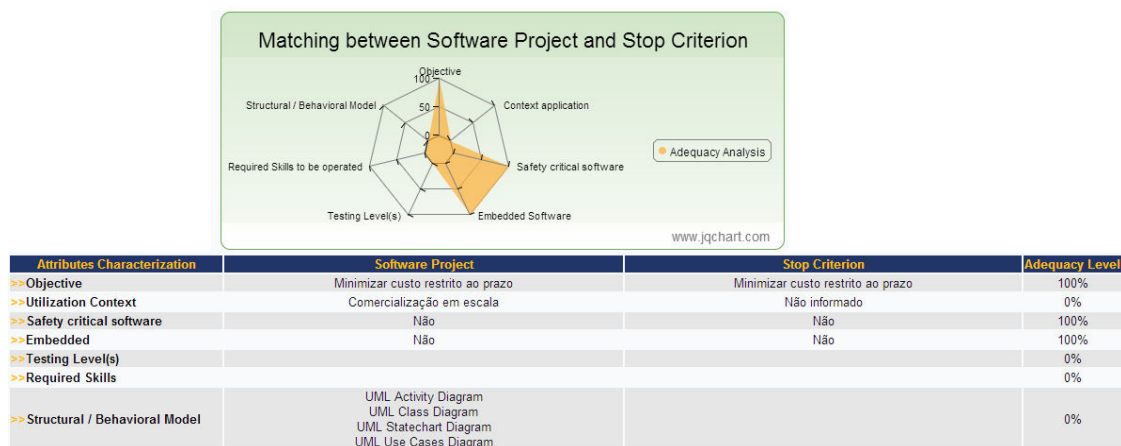 Matching between Software Project and Stop Criterion
Objective
100
Structural / Behavioral Model
Context application
50
0
Adequacy Analysis
Required Skills to be operated
Safety critical software
Testing Level(s)
Embedded Software
www.jqchart.com
Attributes Characterization Software Project Stop Criterion Adequacy Level
>>Objective Minimizar custo restrito ao prazo Minimizar custo restrito ao prazo 100%
>>Utilization Context Comercialização em escala Não informado 0%
>>Safety critical software Não Não 100%
>>Embedded Não Não 100%
>>Testing Level(s) 0%
>>Required Skills 0%
UML Activity Diagram
UML Class Diagram
>>Structural / Behavioral Model 0%
UML Statechart Diagram
UML Use Cases Diagram